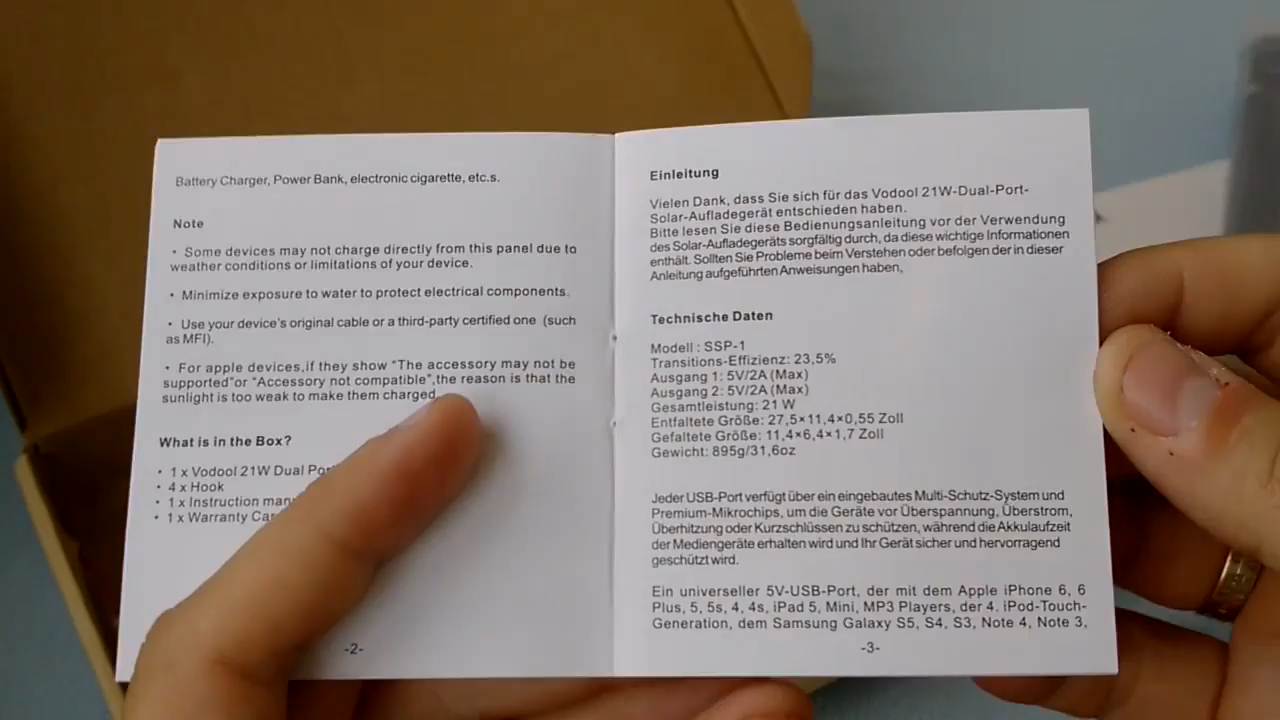 Battery Charger, Power Bank, electronic cigarette, etc.s.
Note
• Some devices may not charge directly from this panel due to
weather conditions or limitations of your device.
• Minimize exposure to water to protect electrical components.
• Use your device's original cable or a third-party certified one (such
as MFI).
• For apple devices,if they show "The accessory may not be
supported"or "Accessory not compatible",the reason is that the
sunlight is too weak to make them charged.
What is in the Box?
• 1 x Vodool 21W Dual
• 4 x Hook
• 1 x Instruction
• 1 x Warranty
-2-
Einleitung
Vielen Dank, dass Sie sich für das Vodool 21W-Dual-Port-
Solar-Aufladegerät entschieden haben.
Bitte lesen Sie diese Bedienungsanleitung vor der Verwendung
des Solar-Aufladegeräts sorgfältig durch, da diese wichtige Informationen
enthält. Sollten Sie Probleme beim Verstehen oder befolgen der in dieser
Anleitung aufgeführten Anweisungen haben,
Technische Daten
Modell : SSP-1
Transitions-Effizienz: 23,5%
Ausgang 1: 5V/2A (Max)
Ausgang 2: 5V/2A (Max)
Gesamtleistung: 21 W
Entfaltete Größe: 27,5×11,4×0,55 Zoll
Gefaltete Größe: 11,4×6,4×1,7 Zoll
Gewicht: 895g/31,6oz
Jeder USB-Port verfügt über ein eingebautes Multi-Schutz-System und
Premium-Mikrochips, um die Geräte vor Überspannung, Überstrom,
Überhitzung oder Kurzschlüssen zu schützen, während die Akkulaufzeit
der Mediengeräte erhalten wird und Ihr Gerät sicher und hervorragend
geschützt wird.
Ein universeller 5V-USB-Port, der mit dem Apple iPhone 6, 6
Plus, 5, 5s, 4, 4s, iPad 5, Mini, MP3 Players, der 4. iPod-Touch-
Generation, dem Samsung Galaxy S5, S4, S3, Note 4, Note 3,
-3-